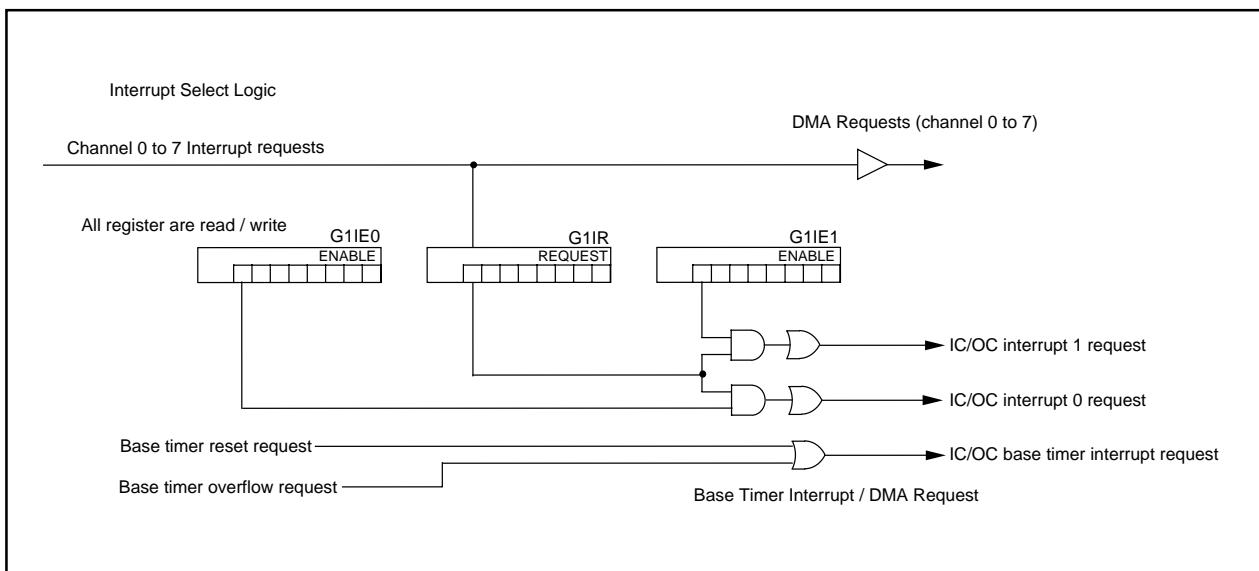 Interrupt Select Logic
DMA Requests (channel 0 to 7)
Channel 0 to 7 Interrupt requests
All register are read / write
G1IE0
G1IR
G1IE1
ENABLE
REQUEST
ENABLE
IC/OC interrupt 1 request
IC/OC interrupt 0 request
Base timer reset request
IC/OC base timer interrupt request
Base timer overflow request
Base Timer Interrupt / DMA Request